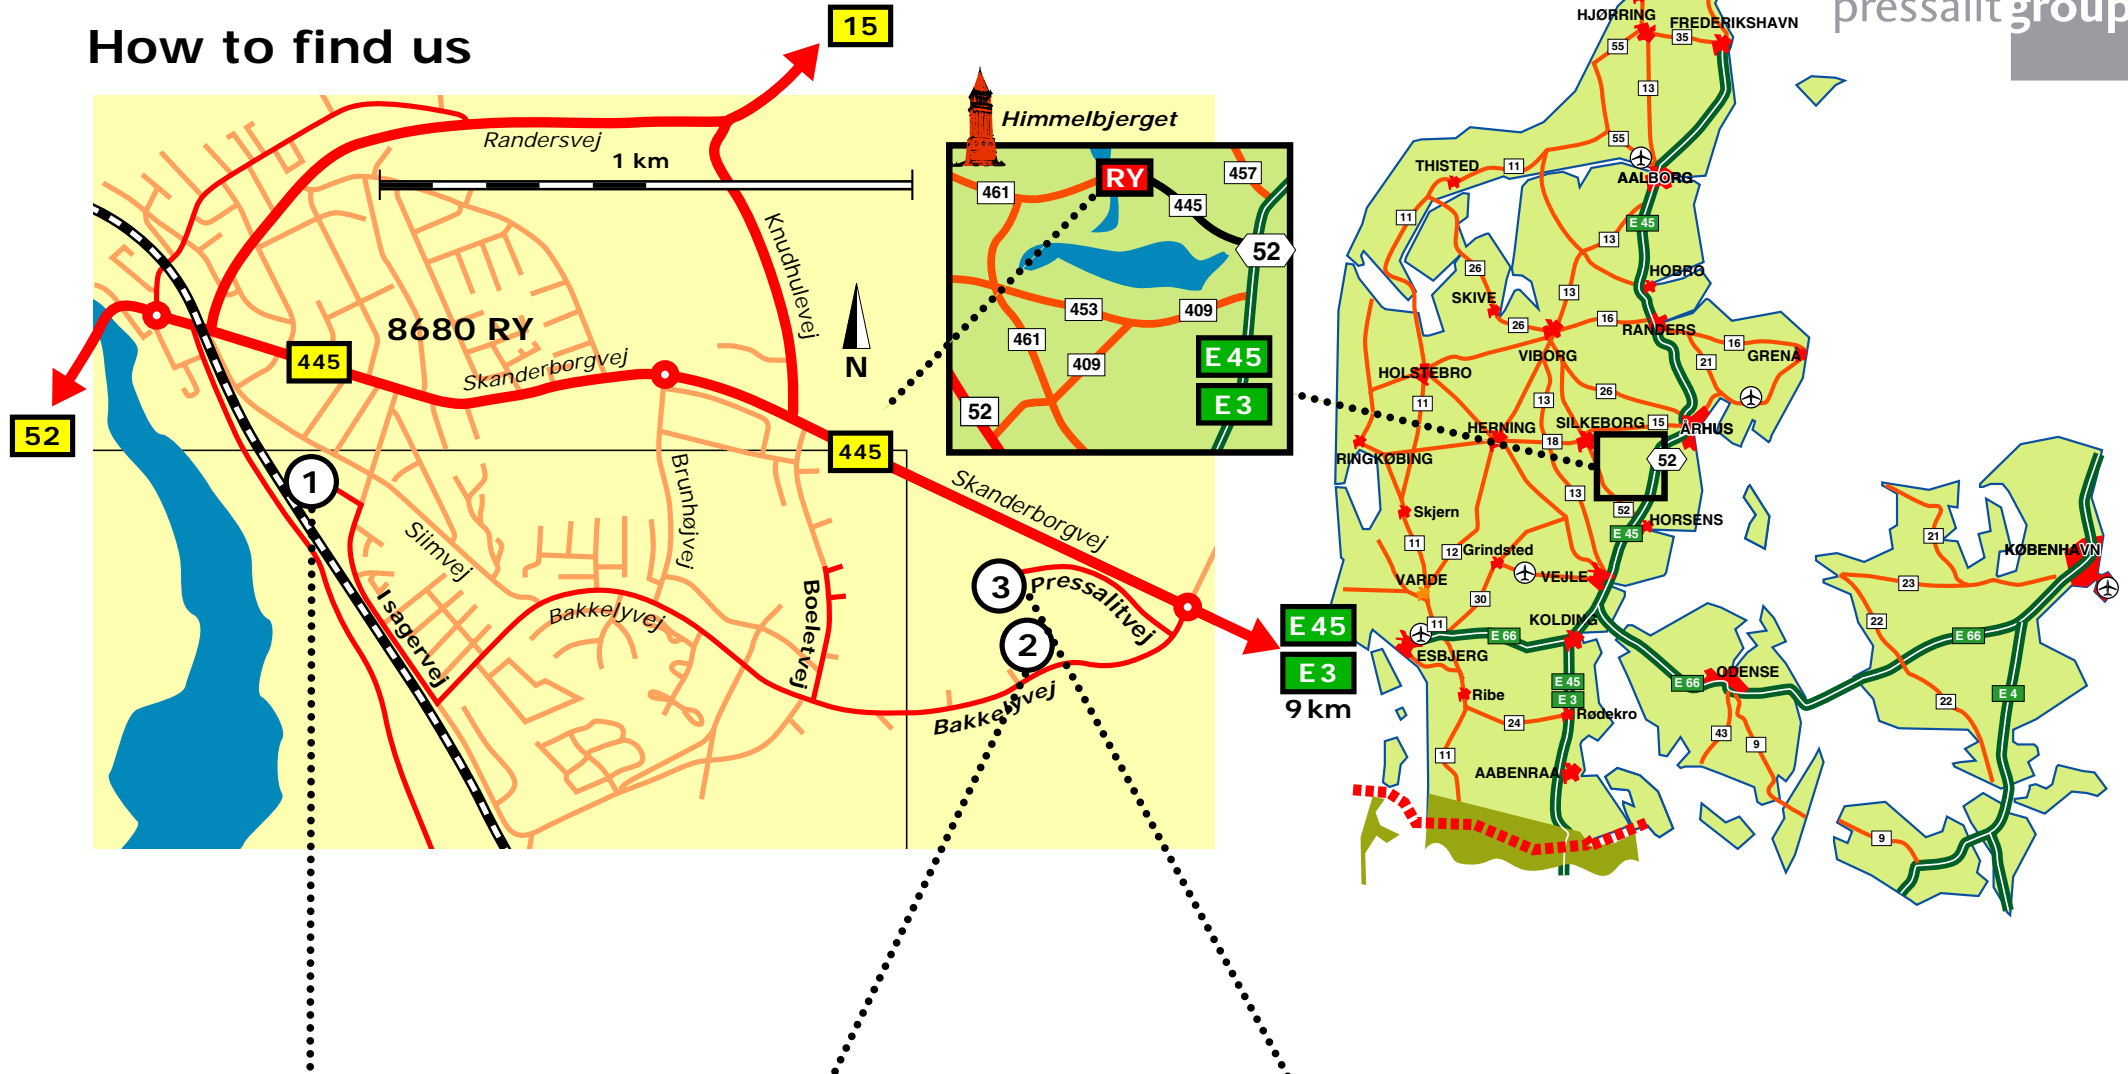 How to find us
15
pressalit group
Randersvej
1 km
Knudhulevej
N
8680 RY
445
Skanderborgvej
52
445
1
Siimvej
Brunhøjvej
Isagervej
Bakkelyvej
Boeletvej
Skanderborgvej
3
Pressalitvej
2
Bakkelyvej
E 45
E 3
9 km
Himmelbjerget
RY
457
461
445
52
453
409
461
409
E 45
E 3
52
HJØRRING
FREDERIKSHAVN
55
35
13
55
THISTED
11
AALBORG
11
E 45
13
26
HOBRO
SKIVE
13
26
16
RANDERS
VIBORG
16
GRENÅ
21
HOLSTEBRO
26
11
13
SILKEBORG
15
HERNING
ÅRHUS
18
RINGKØBING
52
13
52
Skjern
HORSENS
E 45
11
12
Grindsted
VEJLE
VARDE
30
11
KOLDING
E 66
ESBJERG
E 45
E 3
Ribe
24
Rødekro
11
AABENRAA
E 66
ODENSE
43
9
21
KØBENHAVN
23
22
E 66
22
E 4
9